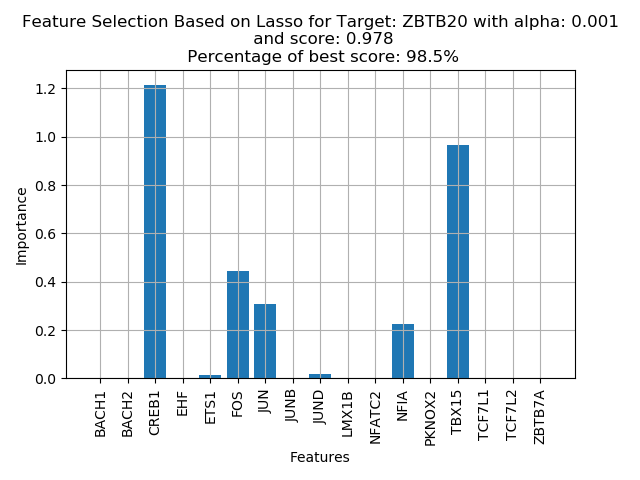 Feature Selection Based on Lasso for Target: ZBTB20 with alpha: 0.001
and score: 0.978
Percentage of best score: 98.5%
1.2
1.0
0.8
0.6
0.4
0.2
0.0
Importance
BACH1
BACH2
CREB1
EHF
ETS1
FOS
JUN
JUNB
JUND
LMX1B
NFATC2
NFIA
PKNOX2
TBX15
TCF7L1
TCF7L2
ZBTB7A
Features